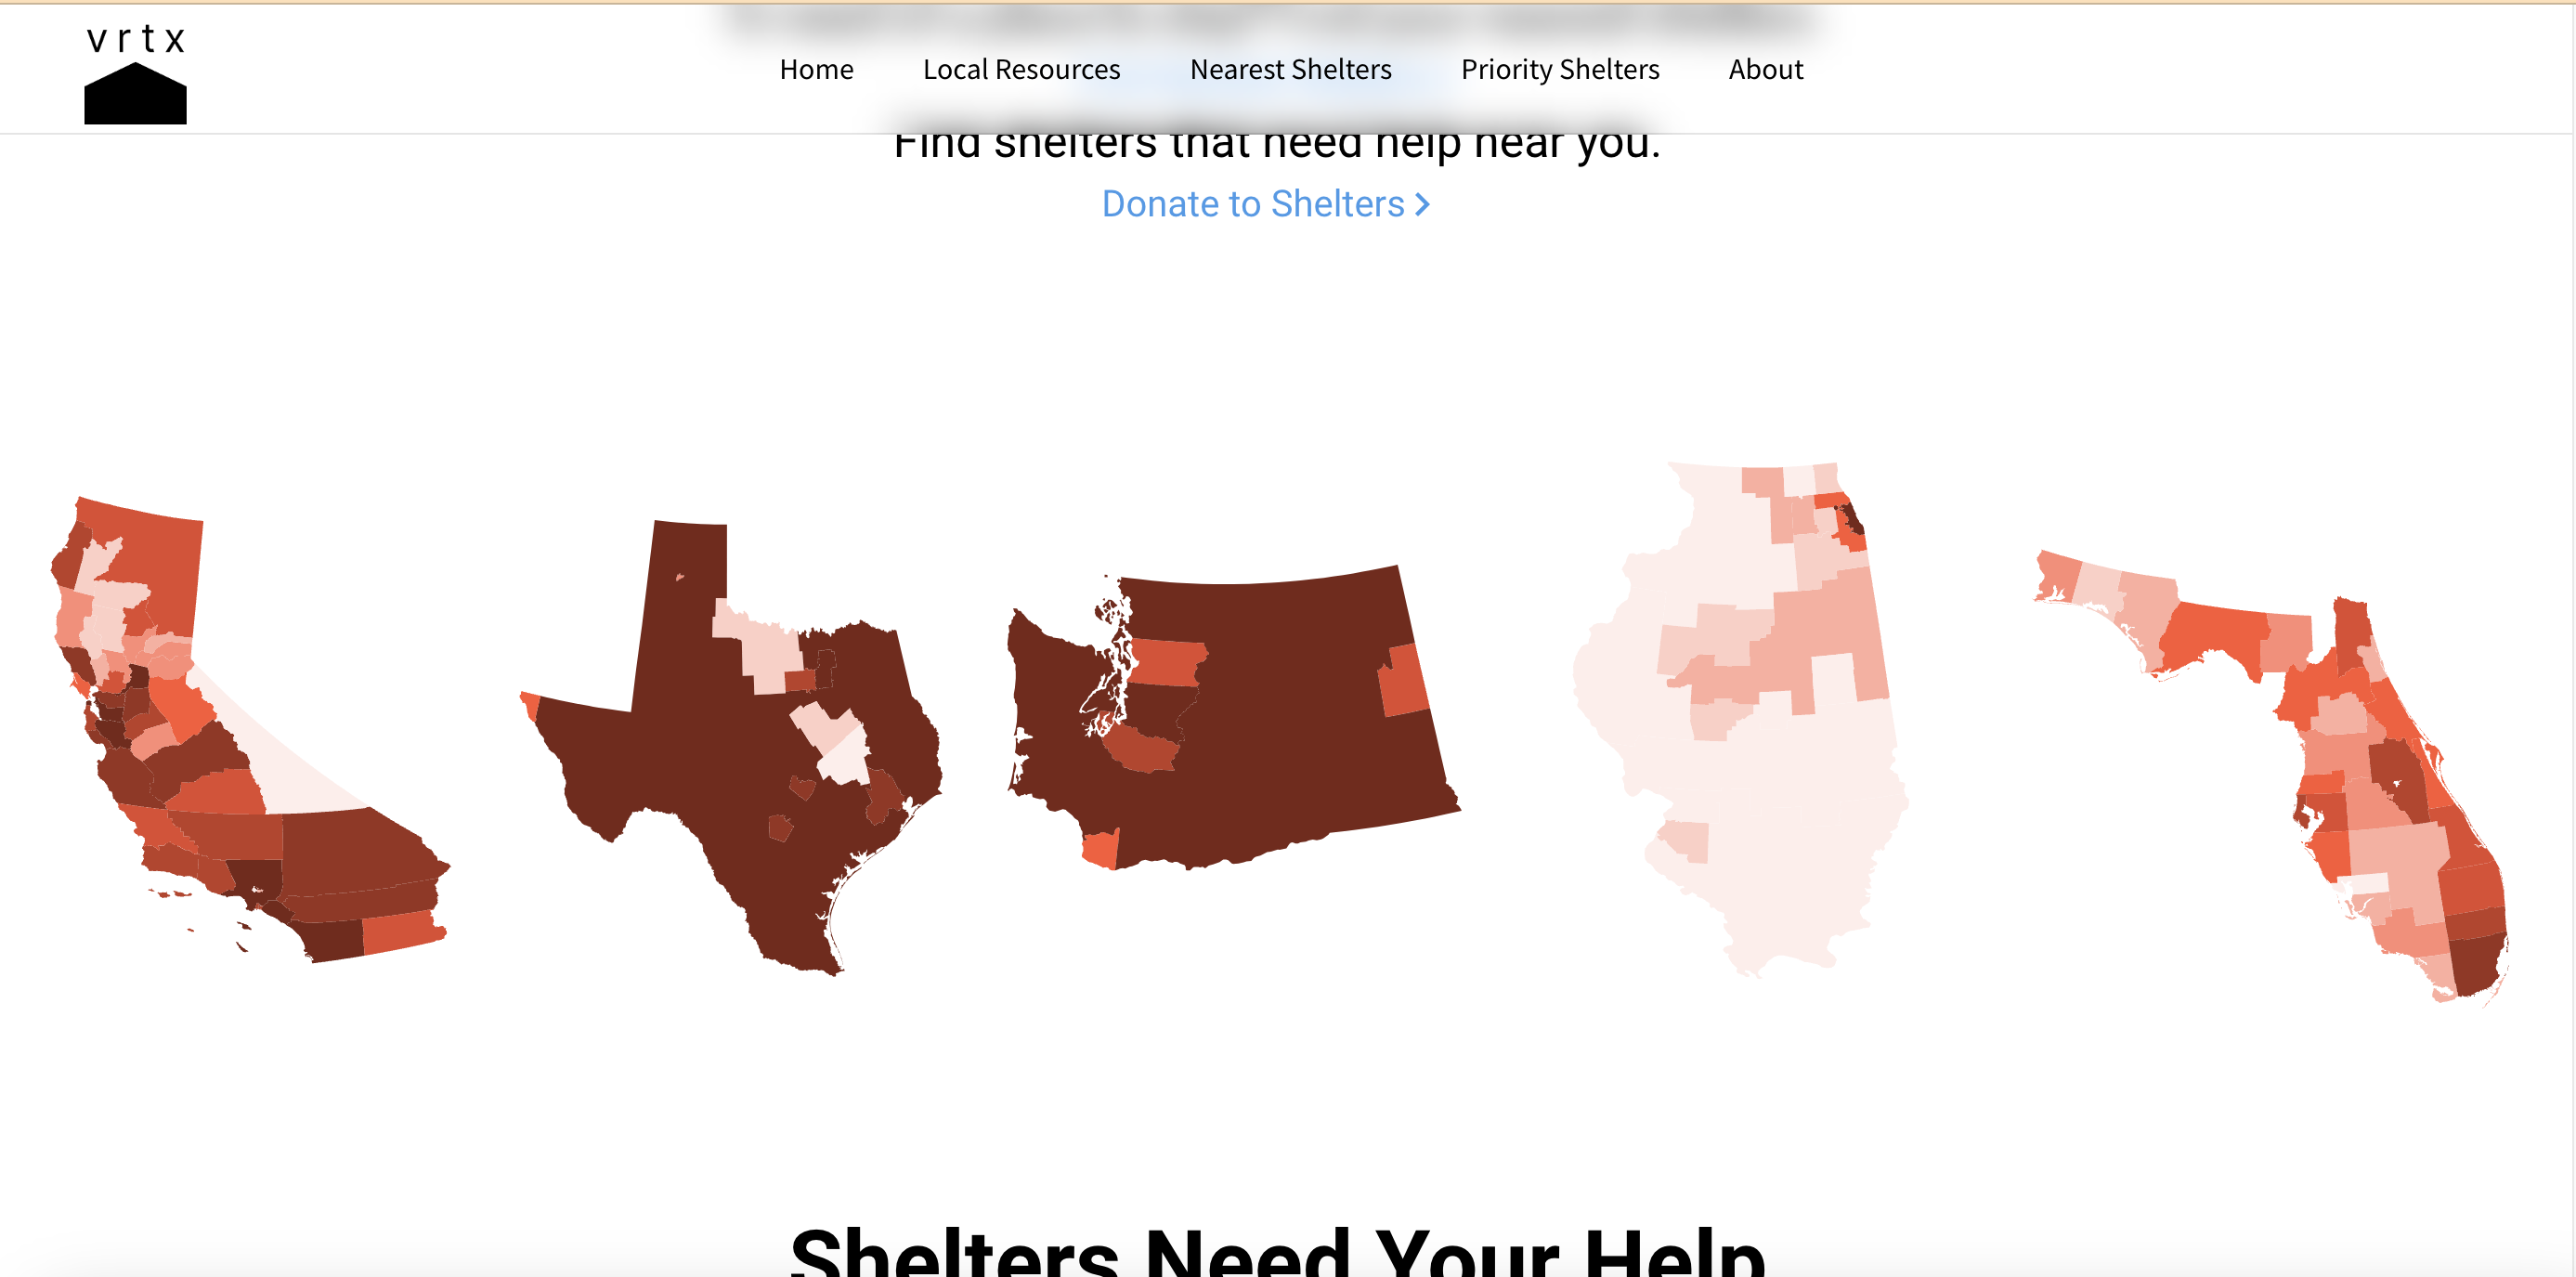 vrtx
Home Local Resources Nearest Shelters Priority Shelters About
Find shelters that need help near you.
Donate to Shelters >
Shelters Need Your Help